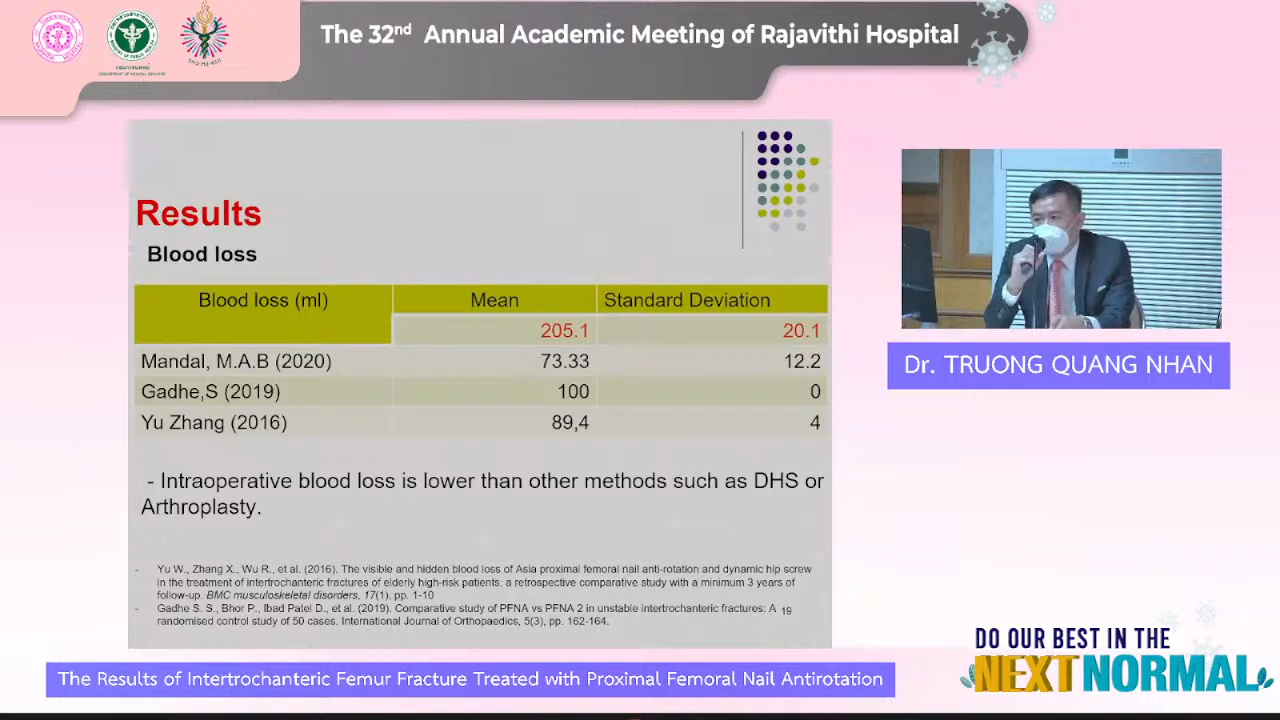 The 32nd Annual Academic Meeting of Rajavithi Hospital
Results
Blood loss
Blood loss (ml) Mean Standard Deviation
205.1 20.1
Mandal, M.A.B (2020) 73.33 12.2
Gadhe,S (2019) 100 0
Yu Zhang (2016) 89,4 4
- Intraoperative blood loss is lower than other methods such as DHS or
Arthroplasty.
- Yu W., Zhang X., Wu R., et al. (2016). The visible and hidden blood loss of Asia proximal femoral nail anti-rotation and dynamic hip screw
in the treatment of intertrochanteric fractures of elderly high-risk patients: a retrospective comparative study with a minimum 3 years of
follow-up. BMC musculoskeletal disorders, 17(1), pp. 1-10
- Gadhe S. S., Bhor P., Ibad Patel D., et al. (2019). Comparative study of PFNA vs PFNA 2 in unstable intertrochanteric fractures: A
randomised control study of 50 cases. International Journal of Orthopaedics, 5(3), pp. 162-164.
19
Dr. TRUONG QUANG NHAN
The Results of Intertrochanteric Femur Fracture Treated with Proximal Femoral Nail Antirotation
DO OUR BEST IN THE
NEXT NORMAL